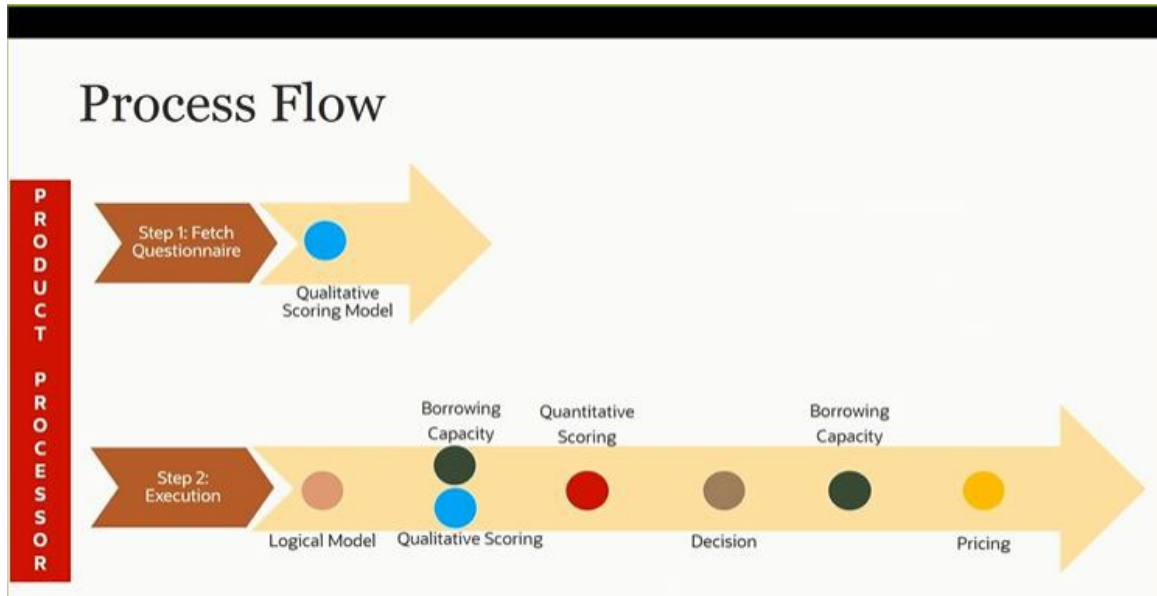 Process Flow
PRODUCT PROCESSOR
Step 1: Fetch
Questionnaire
Qualitative
Scoring Model
Step 2:
Execution
Logical Model
Borrowing
Capacity
Qualitative Scoring
Quantitative
Scoring
Decision
Borrowing
Capacity
Pricing